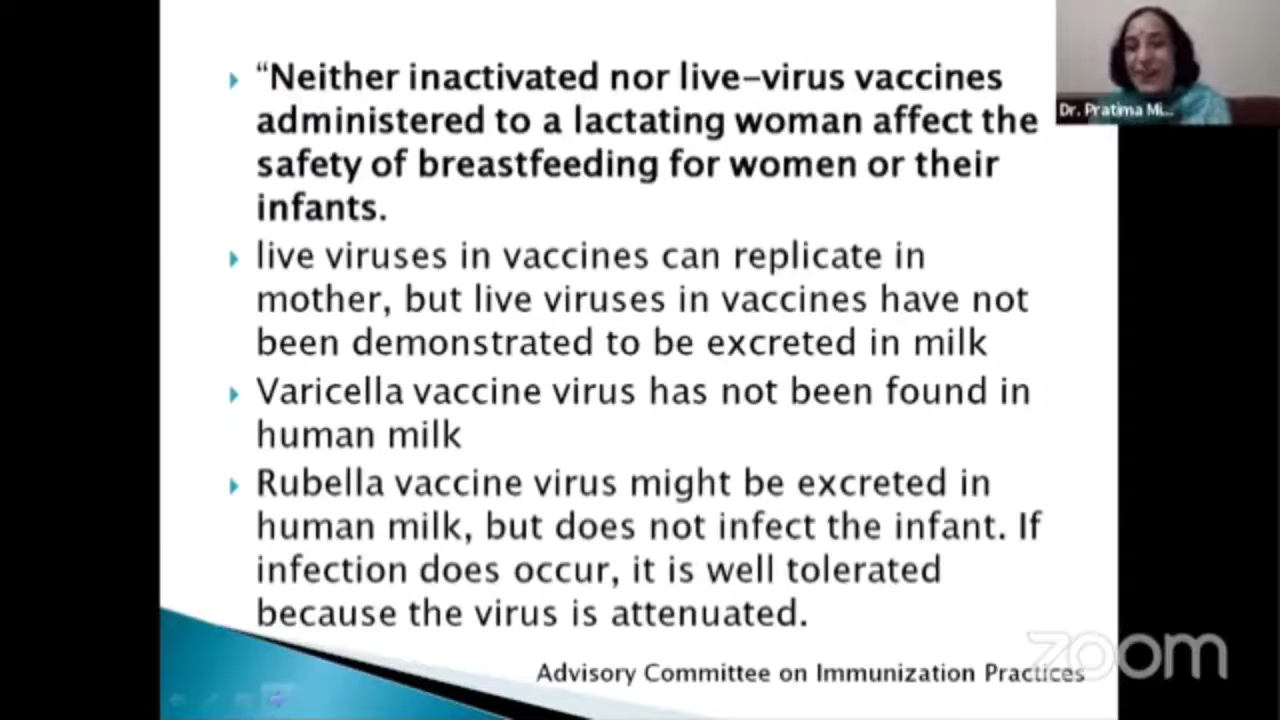 “Neither inactivated nor live-virus vaccines
administered to a lactating woman affect the
safety of breastfeeding for women or their
infants.
live viruses in vaccines can replicate in
mother, but live viruses in vaccines have not
been demonstrated to be excreted in milk
Varicella vaccine virus has not been found in
human milk
Rubella vaccine virus might be excreted in
human milk, but does not infect the infant. If
infection does occur, it is well tolerated
because the virus is attenuated.
Advisory Committee on Immunization Practices
Dr. Pratima Mi...
zoom